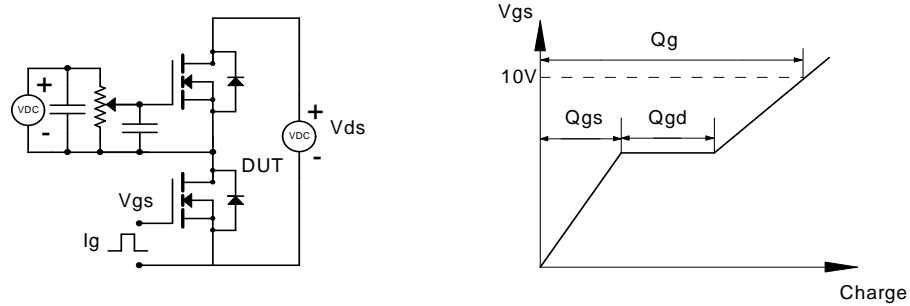 +
VDC
-
Vgs
Ig
DUT
+
VDC
-
Vds
Vgs
Qg
10V
Qgs
Qgd
Charge